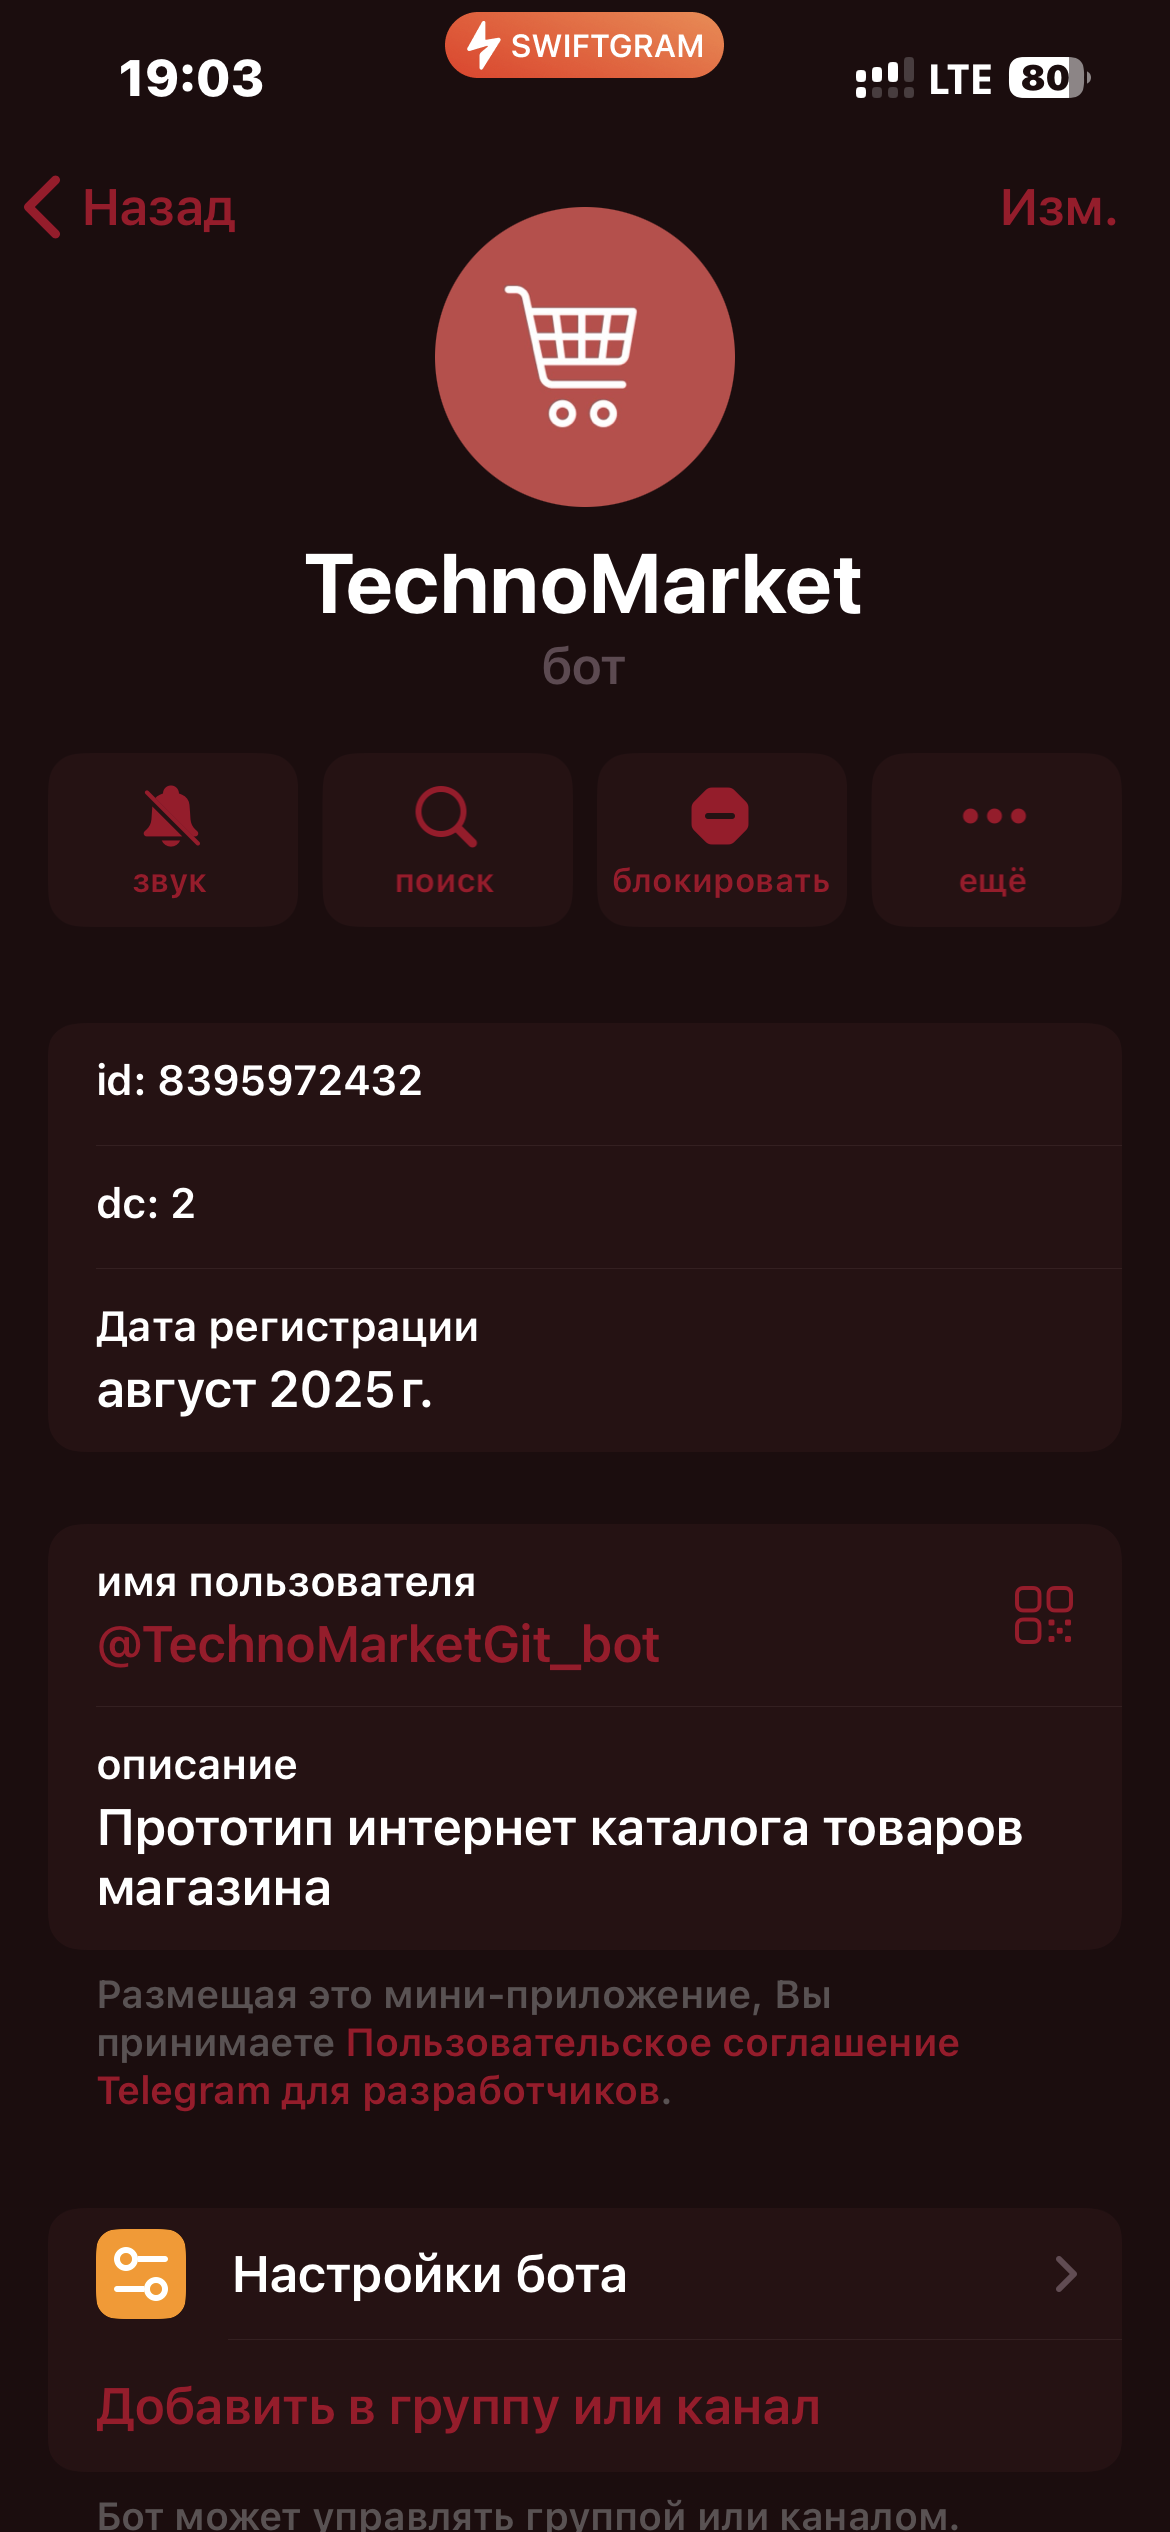 SWIFTGRAM
19:03
LTE
80
Назад
Изм.
TechnoMarket
бот
звук
поиск
блокировать
ещё
id: 8395972432
dc: 2
Дата регистрации
август 2025 г.
имя пользователя
@TechnoMarketGit_bot
описание
Прототип интернет каталога товаров
магазина
Размещая это мини-приложение, Вы
принимаете Пользовательское соглашение
Telegram для разработчиков.
Настройки бота
Добавить в группу или канал
Бот может управлять группой или каналом.